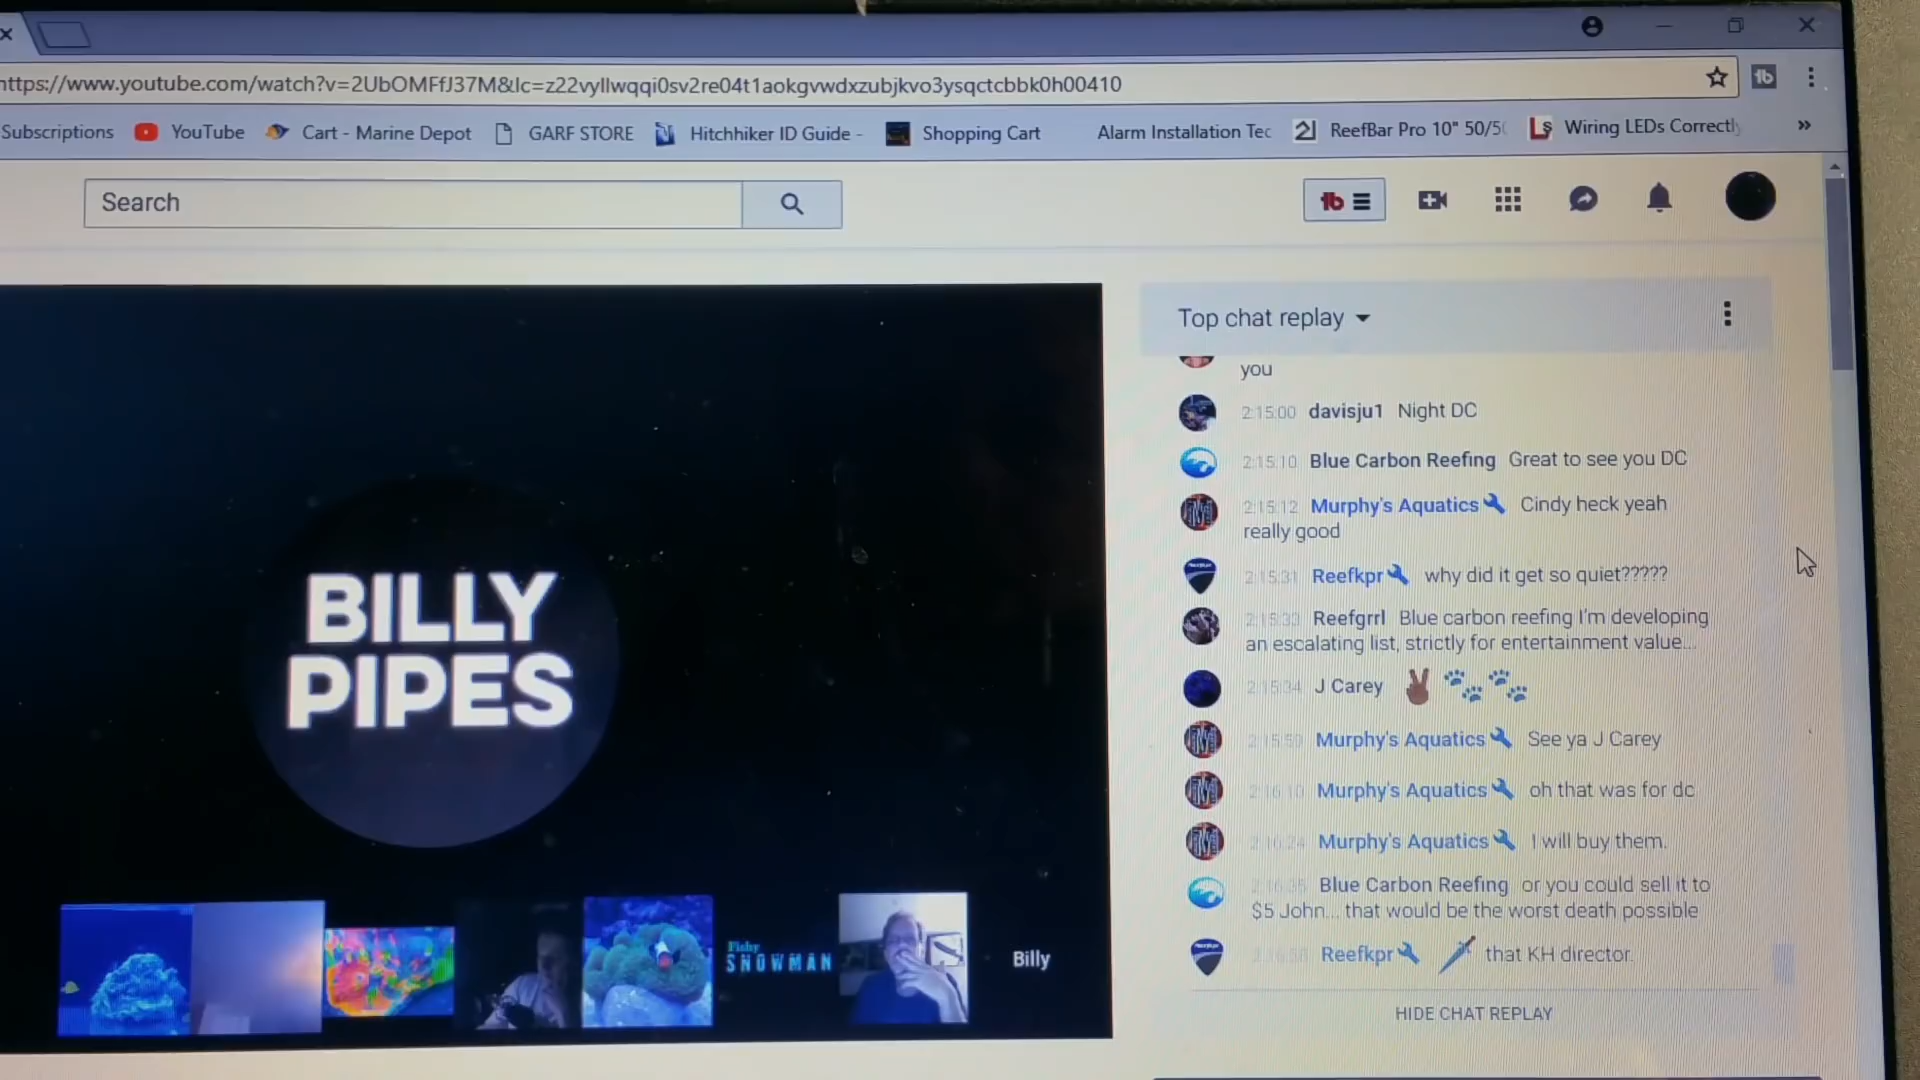 https://www.youtube.com/watch?v=2UbOMFfJ37M&lc=z22vyllwqqi0sv2re04t1aokgvwdxzubjkvo3ysqctcbbk0h00410
Subscriptions YouTube Cart - Marine Depot GARF STORE Hitchhiker ID Guide - Shopping Cart Alarm Installation Tec ReefBar Pro 10" 50/50 Wiring LEDs Correctly »
Search
Top chat replay
you
2:15:00 davisju1 Night DC
2:15:10 Blue Carbon Reefing Great to see you DC
2:15:12 Murphy's Aquatics Cindy heck yeah
really good
2:15:31 Reefkpr why did it get so quiet?????
2:15:33 Reefgrrl Blue carbon reefing I'm developing
an escalating list, strictly for entertainment value...
2:15:34 J Carey
2:15:50 Murphy's Aquatics See ya J Carey
2:16:10 Murphy's Aquatics oh that was for dc
2:16:24 Murphy's Aquatics I will buy them.
2:16:35 Blue Carbon Reefing or you could sell it to
$5 John... that would be the worst death possible
Reefkpr that KH director.
HIDE CHAT REPLAY
BILLY
PIPES
Fishy
SNOWMAN
Billy